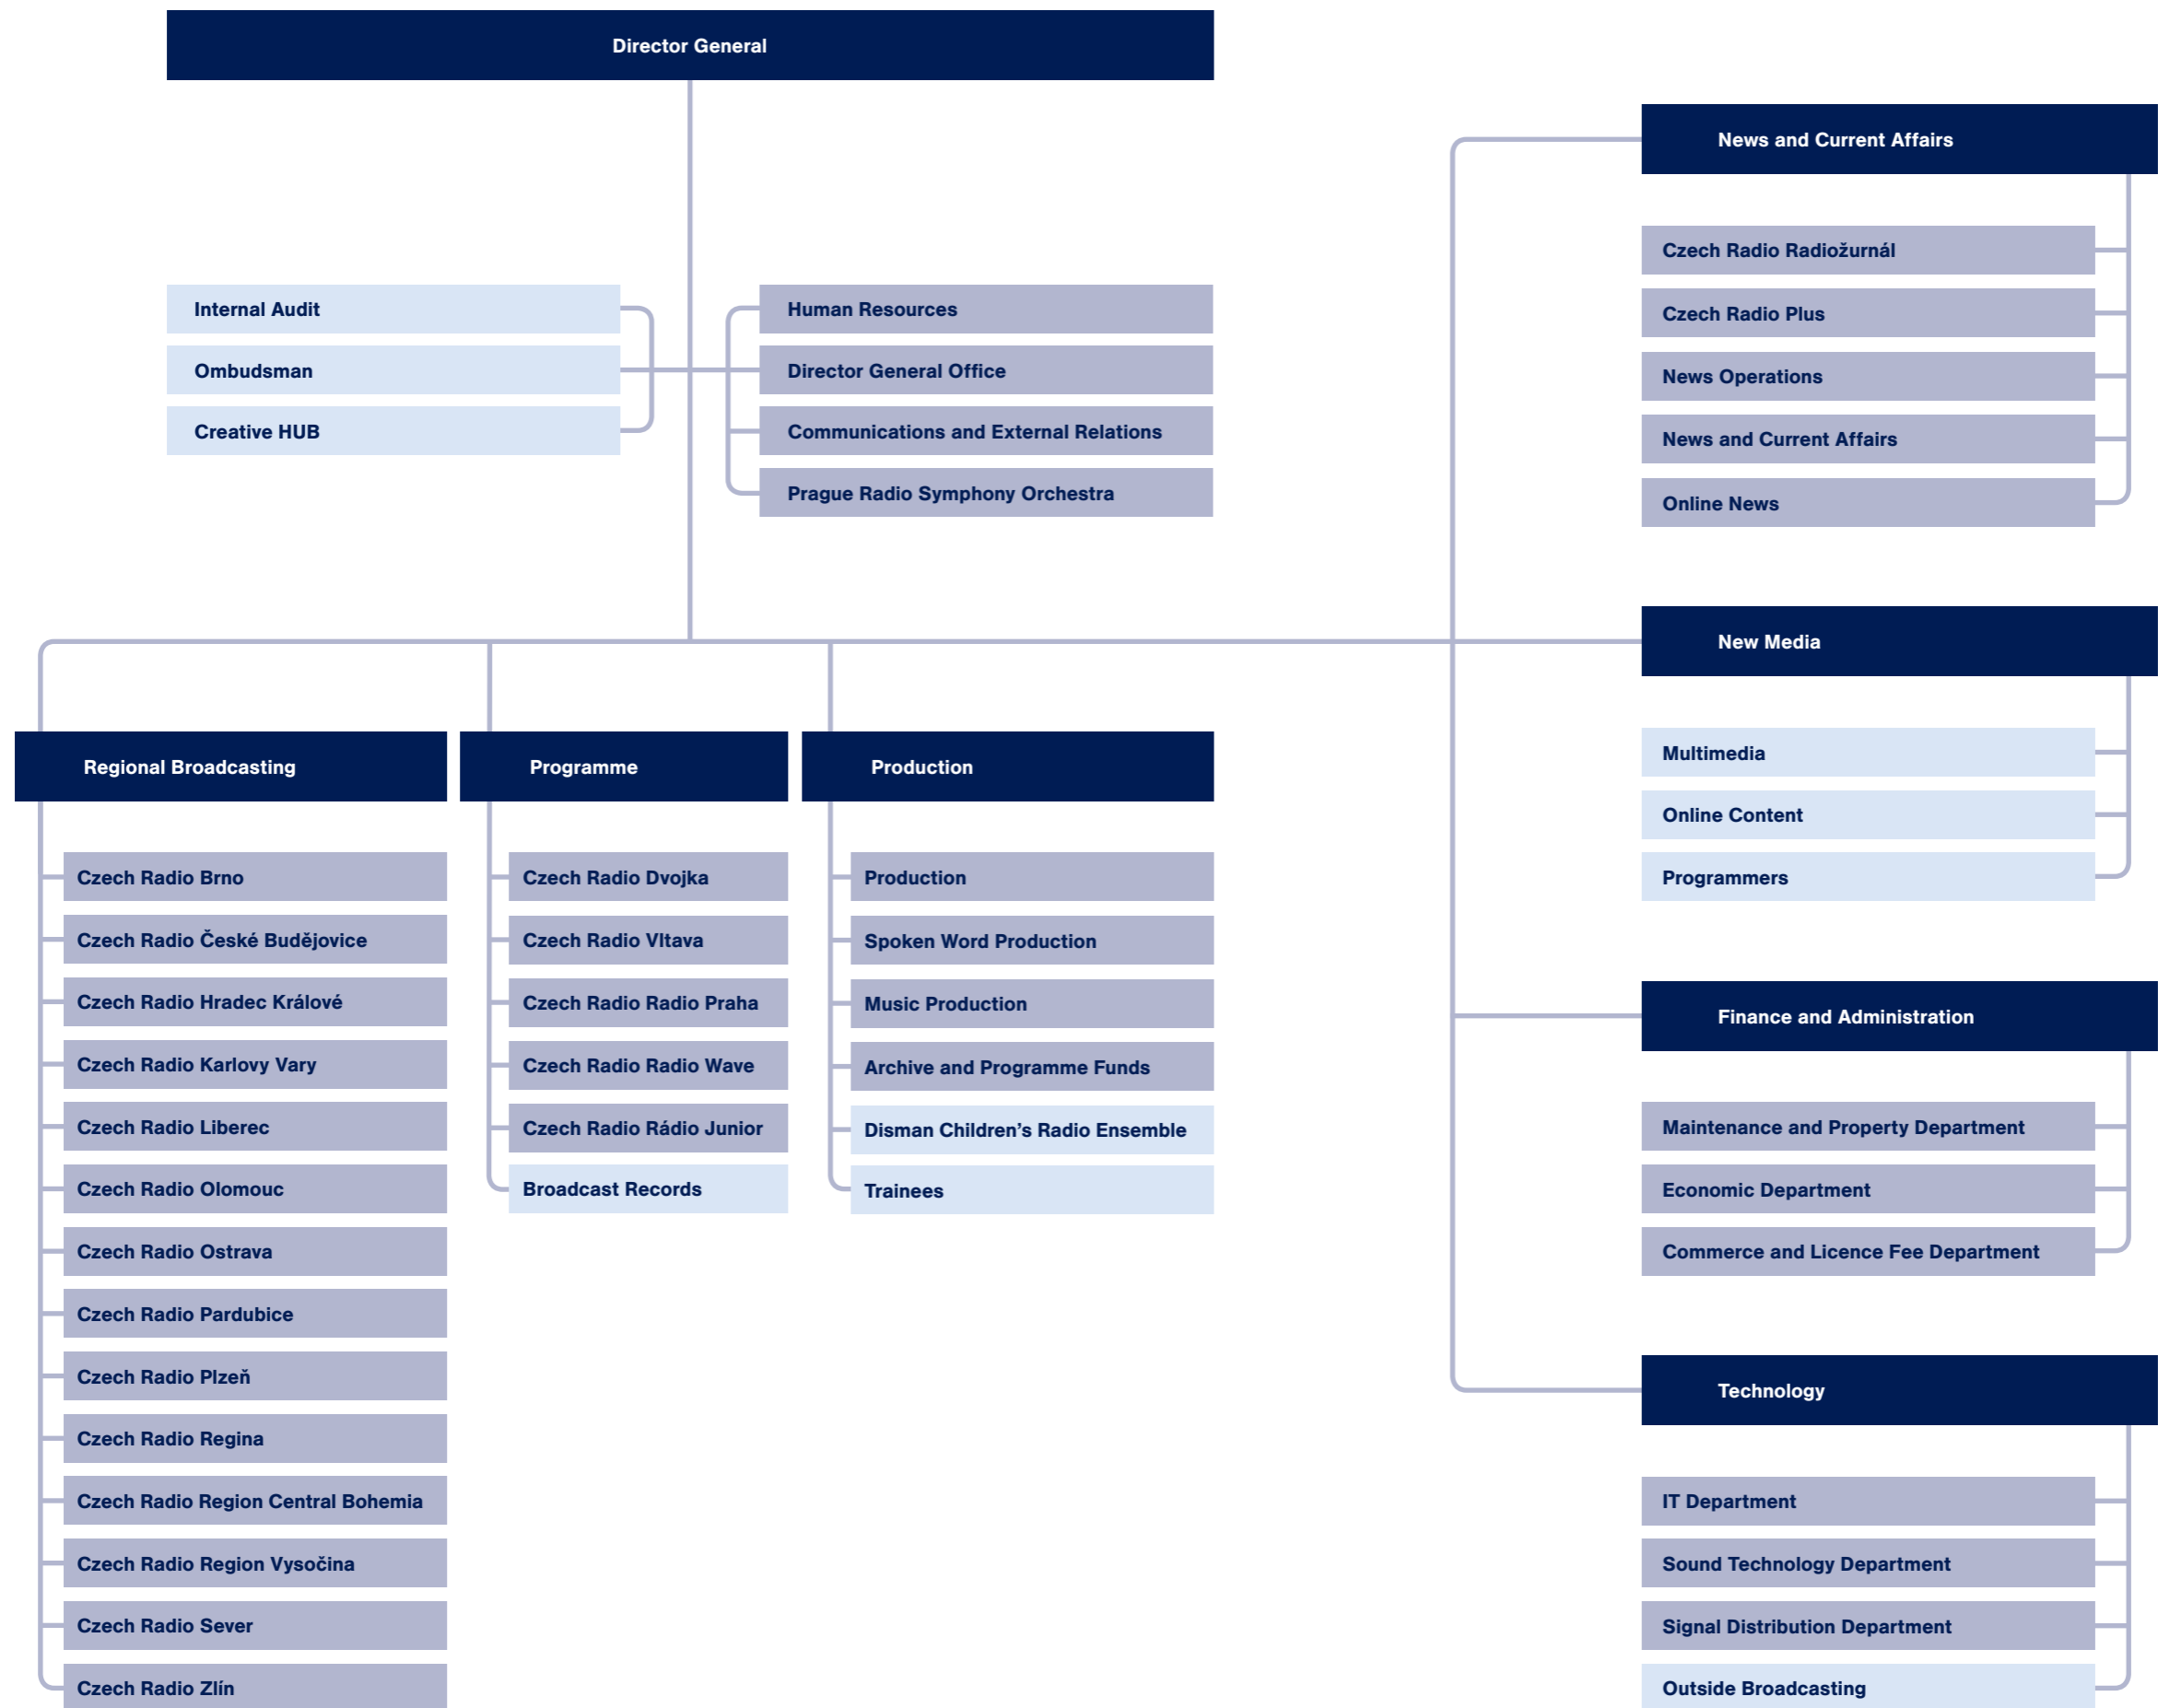 Director General
Internal Audit
Ombudsman
Creative HUB
Human Resources
Director General Office
Communications and External Relations
Prague Radio Symphony Orchestra
Regional Broadcasting
Czech Radio Brno
Czech Radio České Budějovice
Czech Radio Hradec Králové
Czech Radio Karlovy Vary
Czech Radio Liberec
Czech Radio Olomouc
Czech Radio Ostrava
Czech Radio Pardubice
Czech Radio Plzeň
Czech Radio Regina
Czech Radio Region Central Bohemia
Czech Radio Region Vysočina
Czech Radio Sever
Czech Radio Zlín
Programme
Czech Radio Dvojka
Czech Radio Vltava
Czech Radio Radio Praha
Czech Radio Radio Wave
Czech Radio Rádio Junior
Broadcast Records
Production
Production
Spoken Word Production
Music Production
Archive and Programme Funds
Disman Children’s Radio Ensemble
Trainees
News and Current Affairs
Czech Radio Radiožurnál
Czech Radio Plus
News Operations
News and Current Affairs
Online News
New Media
Multimedia
Online Content
Programmers
Finance and Administration
Maintenance and Property Department
Economic Department
Commerce and Licence Fee Department
Technology
IT Department
Sound Technology Department
Signal Distribution Department
Outside Broadcasting